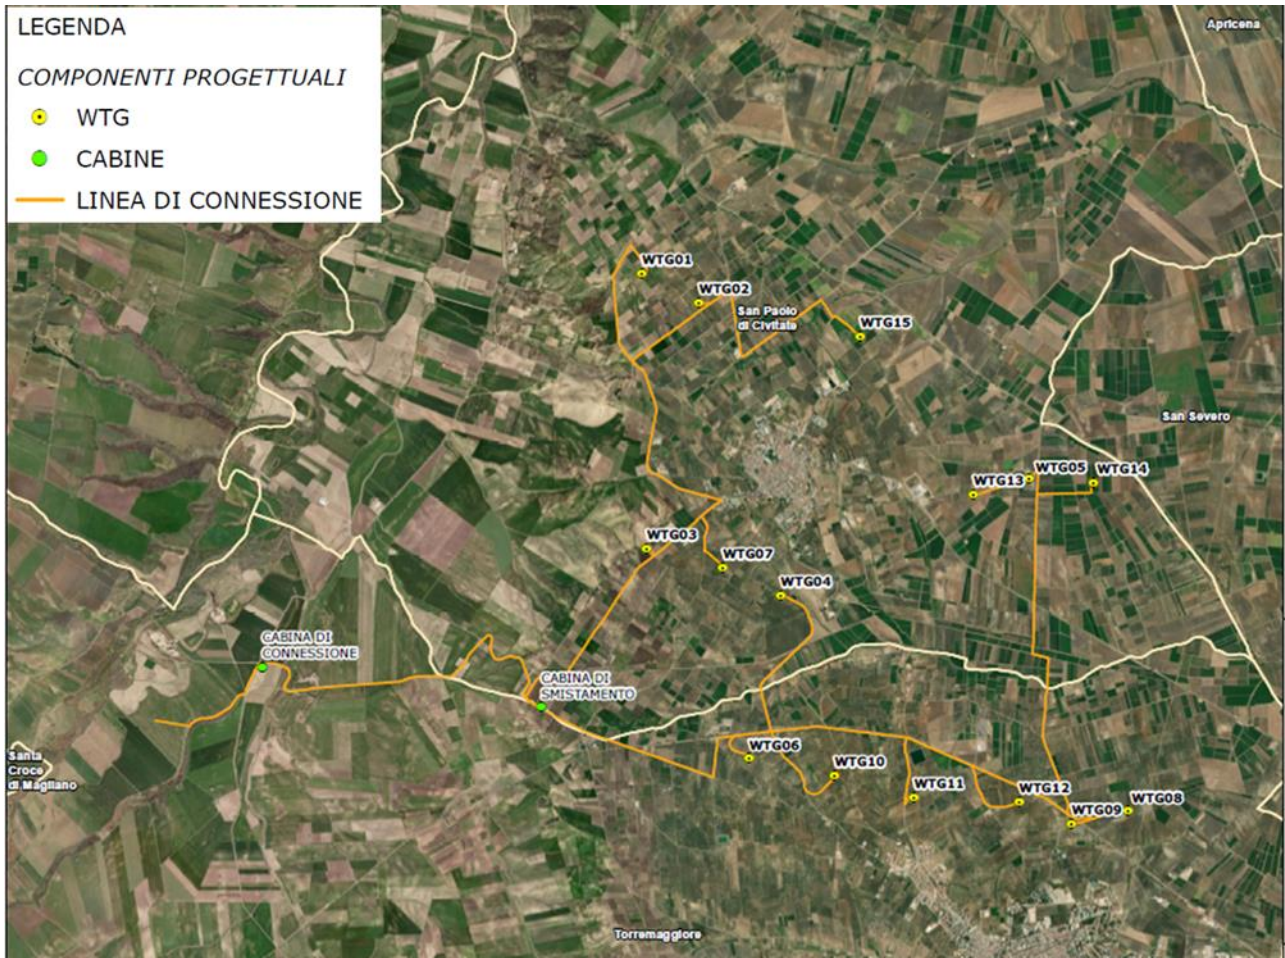 LEGENDA
COMPONENTI PROGETTUALI
WTG
CABINE
LINEA DI CONNESSIONE
Apricena
WTG01
WTG02
San Paolo
di Civitate
WTG15
San Severo
WTG13
WTG05
WTG14
WTG03
WTG07
WTG04
CABINA DI
CONNESSIONE
CABINA DI
SMISTAMENTO
Santa
Croce
di Magliano
WTG06
WTG10
WTG11
WTG12
WTG09
WTG08
Torremaggiore